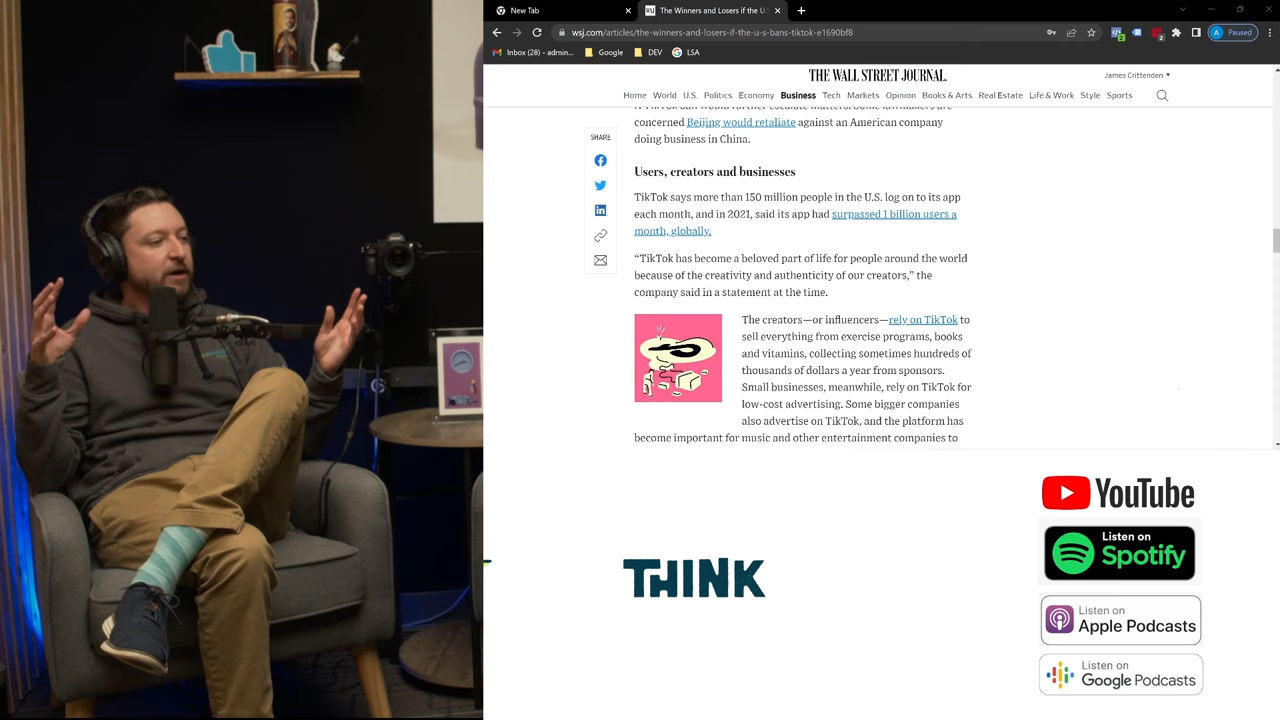 New Tab
The Winners and Losers if the U.
wsj.com/articles/the-winners-and-losers-if-the-u-s-bans-tiktok-e1690bf8
Paused
Inbox (28) - admin...
Google
DEV
LSA
THE WALL STREET JOURNAL.
James Crittenden
Home World U.S. Politics Economy Business Tech Markets Opinion Books & Arts Real Estate Life & Work Style Sports
A TikTok ban would further escalate matters. Some lawmakers are
concerned Beijing would retaliate against an American company
doing business in China.
SHARE
Users, creators and businesses
TikTok says more than 150 million people in the U.S. log on to its app
each month, and in 2021, said its app had surpassed 1 billion users a
month, globally.
“TikTok has become a beloved part of life for people around the world
because of the creativity and authenticity of our creators,” the
company said in a statement at the time.
The creators—or influencers—rely on TikTok to
sell everything from exercise programs, books
and vitamins, collecting sometimes hundreds of
thousands of dollars a year from sponsors.
Small businesses, meanwhile, rely on TikTok for
low-cost advertising. Some bigger companies
also advertise on TikTok, and the platform has
become important for music and other entertainment companies to
THINK
YouTube
Listen on
Spotify
Listen on
Apple Podcasts
Listen on
Google Podcasts